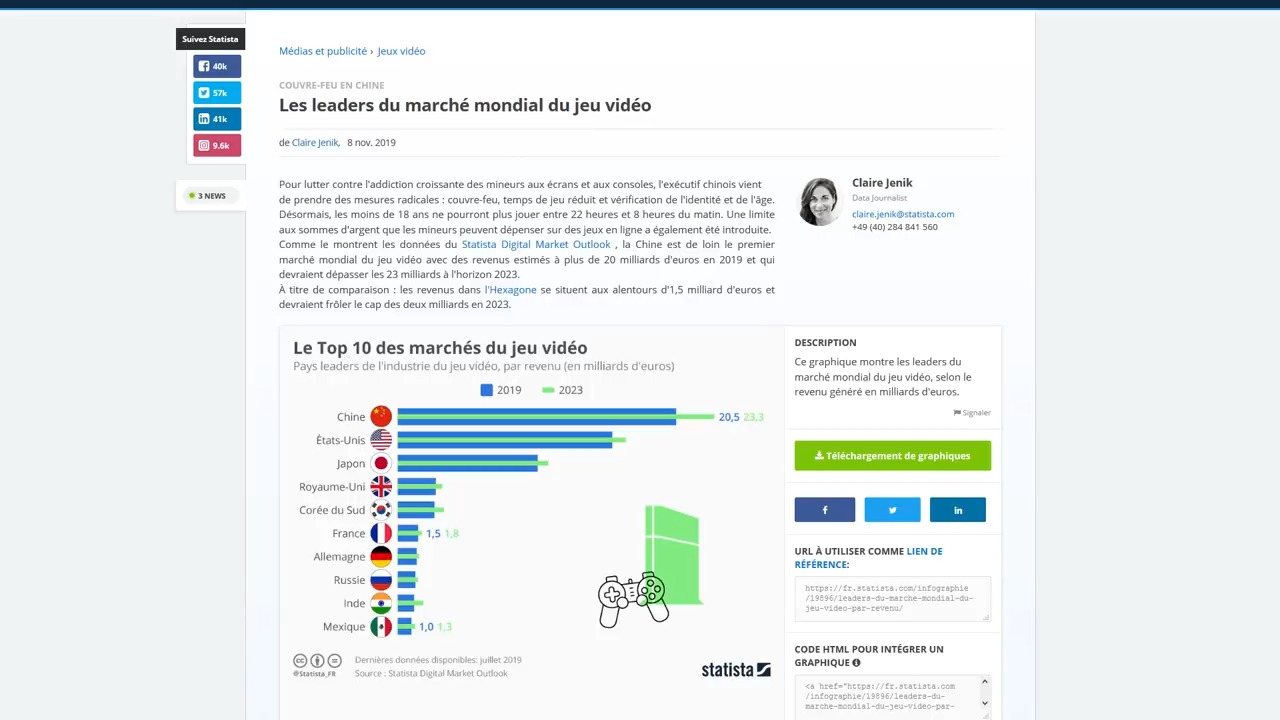 Suivez Statista
40k
57k
41k
9.6k
3 NEWS
Médias et publicité › Jeux vidéo
COUVRE-FEU EN CHINE
Les leaders du marché mondial du jeu vidéo
de Claire Jenik, 8 nov. 2019
Pour lutter contre l'addiction croissante des mineurs aux écrans et aux consoles, l'exécutif chinois vient
de prendre des mesures radicales : couvre-feu, temps de jeu réduit et vérification de l'identité et de l'âge.
Désormais, les moins de 18 ans ne pourront plus jouer entre 22 heures et 8 heures du matin. Une limite
aux sommes d'argent que les mineurs peuvent dépenser sur des jeux en ligne a également été introduite.
Comme le montrent les données du Statista Digital Market Outlook , la Chine est de loin le premier
marché mondial du jeu vidéo avec des revenus estimés à plus de 20 milliards d'euros en 2019 et qui
devraient dépasser les 23 milliards à l'horizon 2023.
À titre de comparaison : les revenus dans l'Hexagone se situent aux alentours d'1,5 milliard d'euros et
devraient frôler le cap des deux milliards en 2023.
Claire Jenik
Data Journalist
claire.jenik@statista.com
+49 (40) 284 841 560
Le Top 10 des marchés du jeu vidéo
Pays leaders de l'industrie du jeu vidéo, par revenu (en milliards d'euros)
2019 2023
Chine 20,5 23,3
États-Unis
Japon
Royaume-Uni
Corée du Sud
France 1,5 1,8
Allemagne
Russie
Inde
Mexique 1,0 1,3
@Statista_FR
Dernières données disponibles: juillet 2019
Source : Statista Digital Market Outlook
statista
DESCRIPTION
Ce graphique montre les leaders du
marché mondial du jeu vidéo, selon le
revenu généré en milliards d'euros.
Signaler
Téléchargement de graphiques
URL À UTILISER COMME LIEN DE
RÉFÉRENCE:
https://fr.statista.com/infographie
/19896/leaders-du-marche-mondial-du-
jeu-video-par-revenu/
CODE HTML POUR INTÉGRER UN
GRAPHIQUE
<a href="https://fr.statista.com
/infographie/19896/leaders-du-
marche-mondial-du-jeu-video-par-